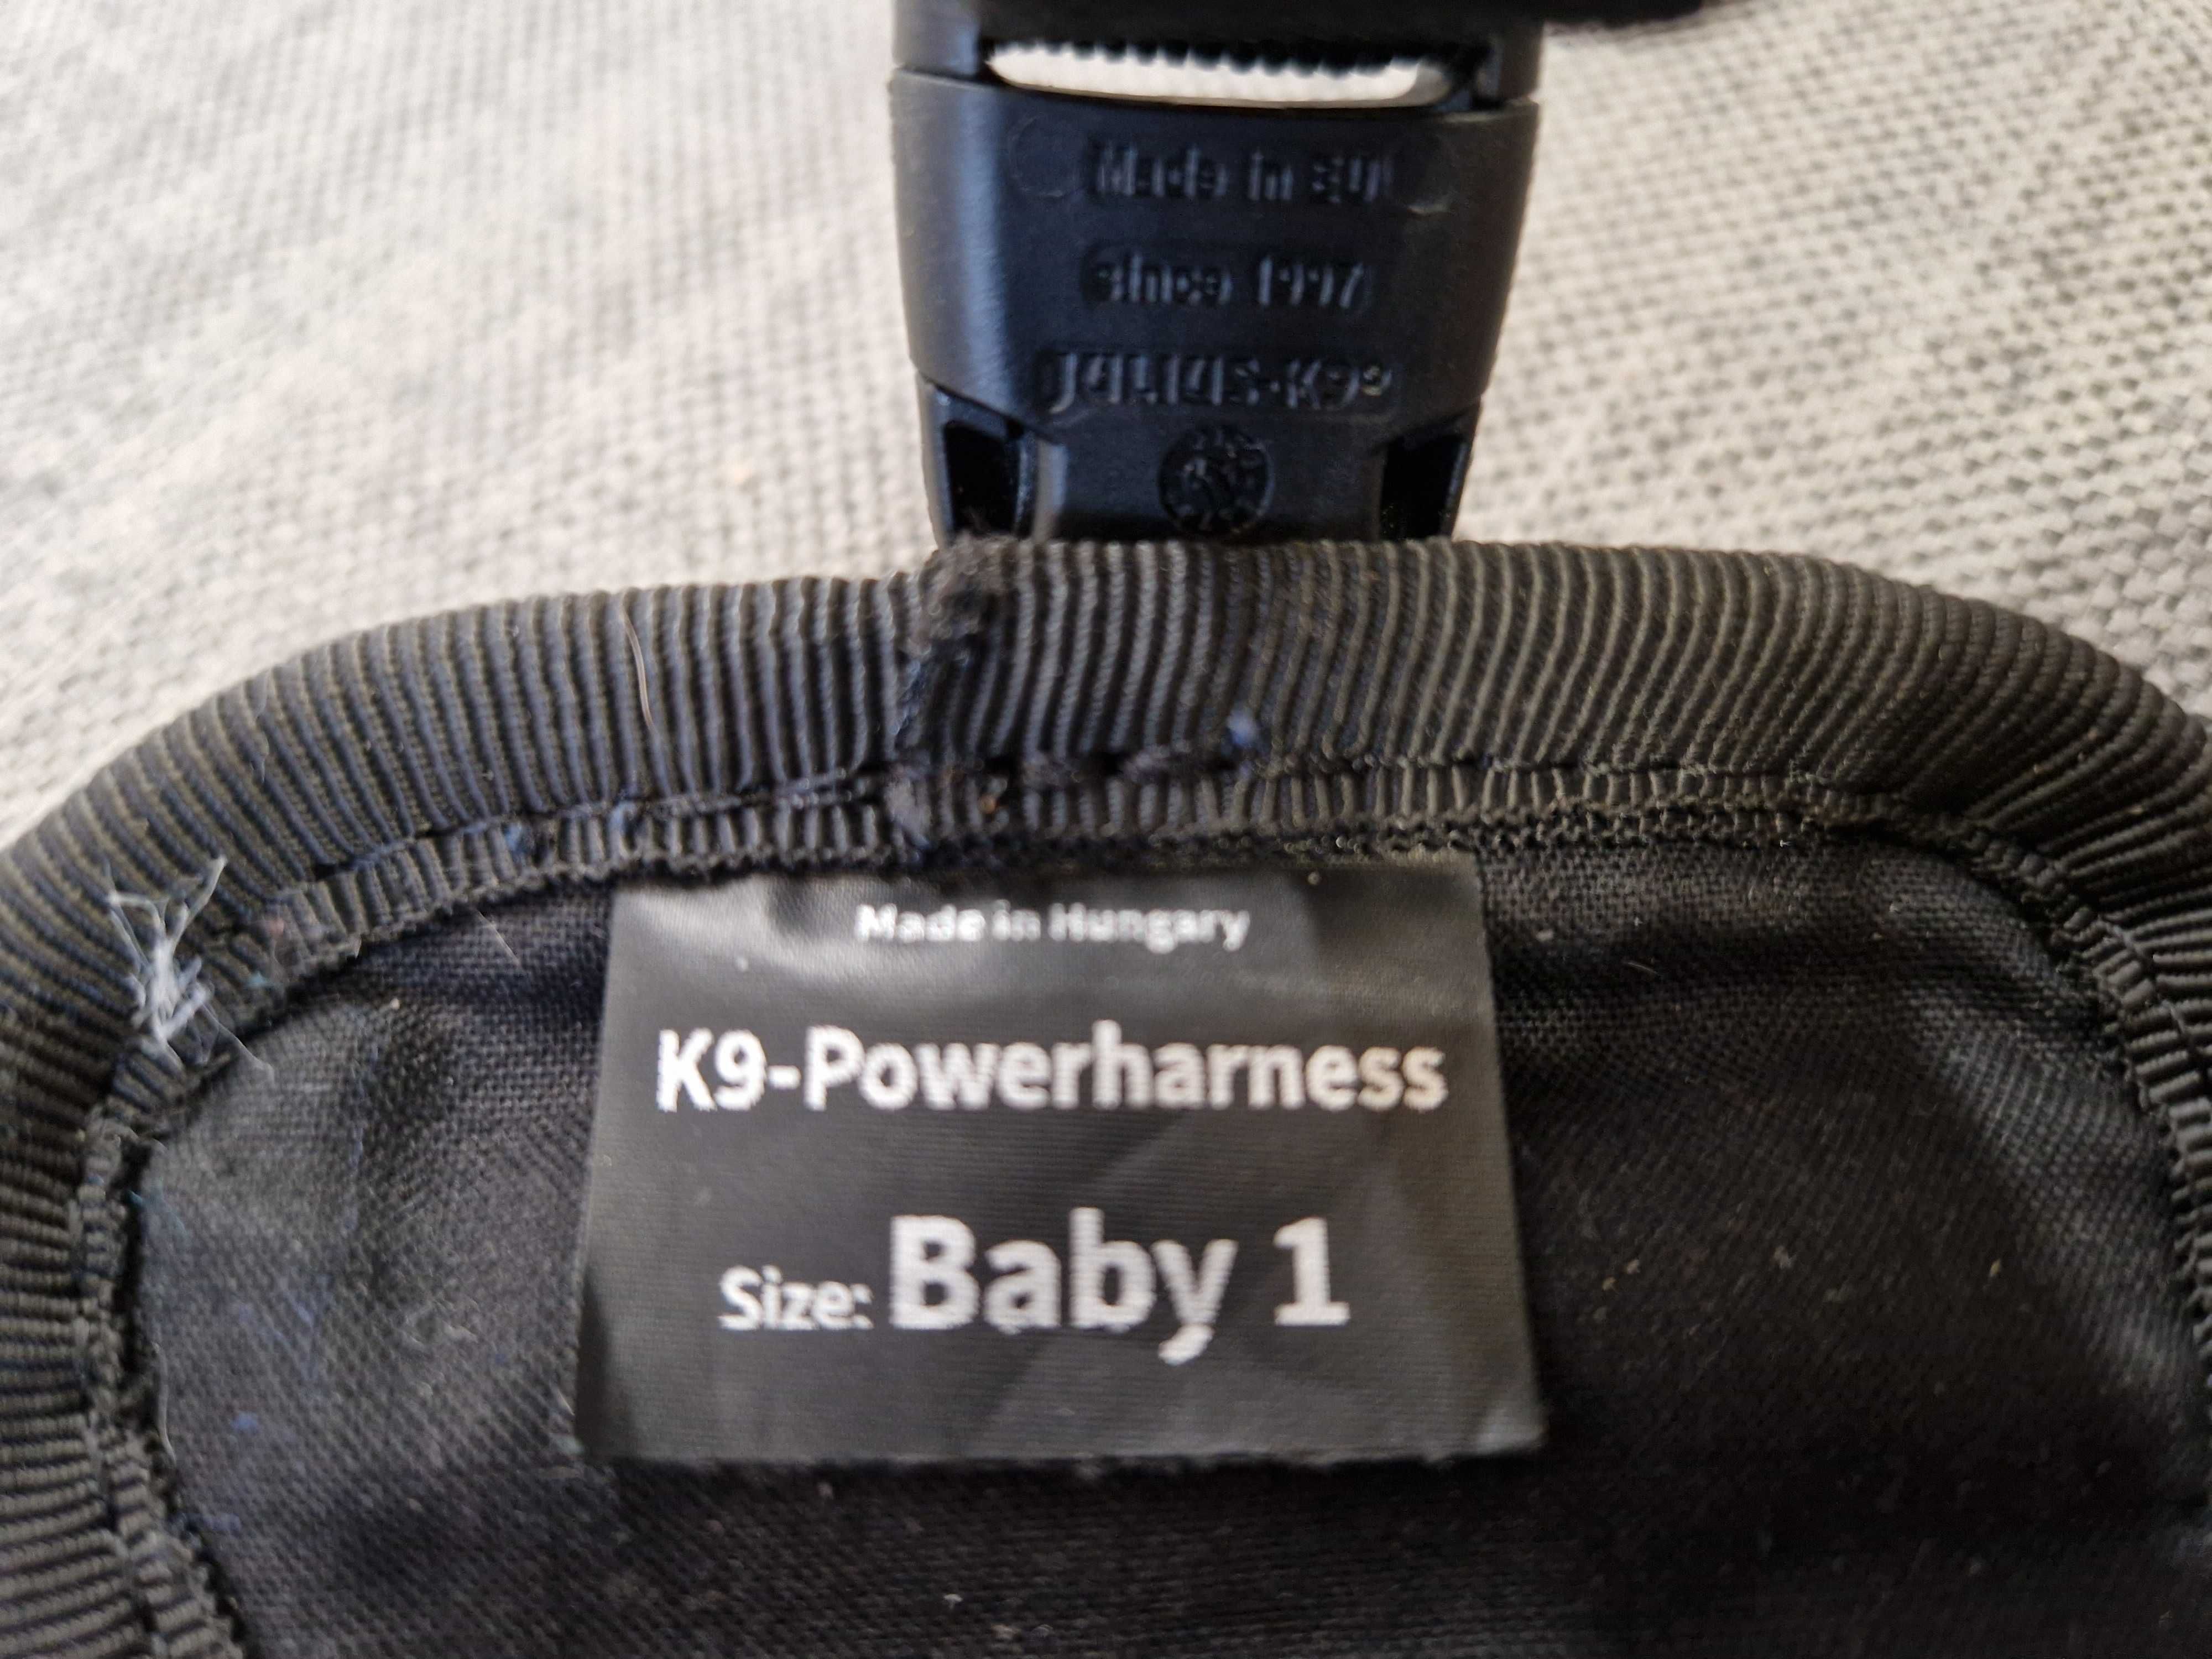 Made in EU
since 1997
JULIUS-K9®
Made in Hungary
K9-Powerharness
Size: Baby 1